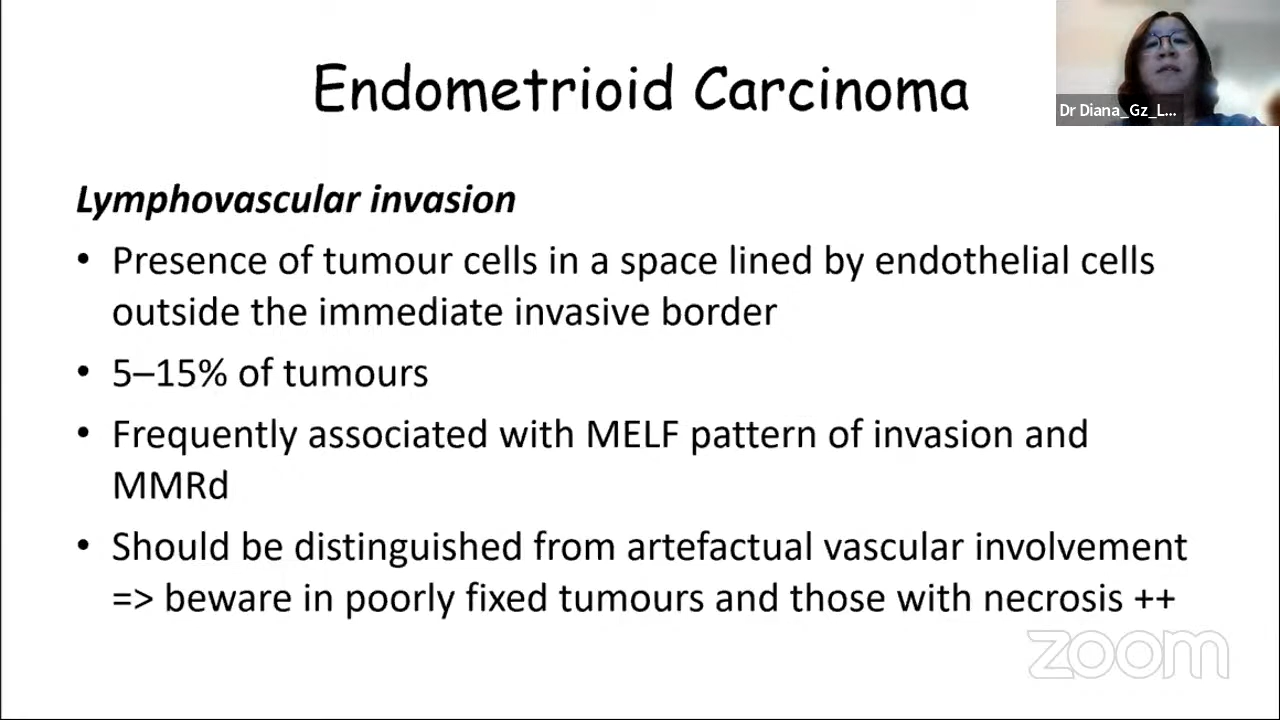 Endometrioid Carcinoma
Dr Diana_Gz_L...
Lymphovascular invasion
• Presence of tumour cells in a space lined by endothelial cells
outside the immediate invasive border
• 5–15% of tumours
• Frequently associated with MELF pattern of invasion and
MMRd
• Should be distinguished from artefactual vascular involvement
=> beware in poorly fixed tumours and those with necrosis ++
zoom